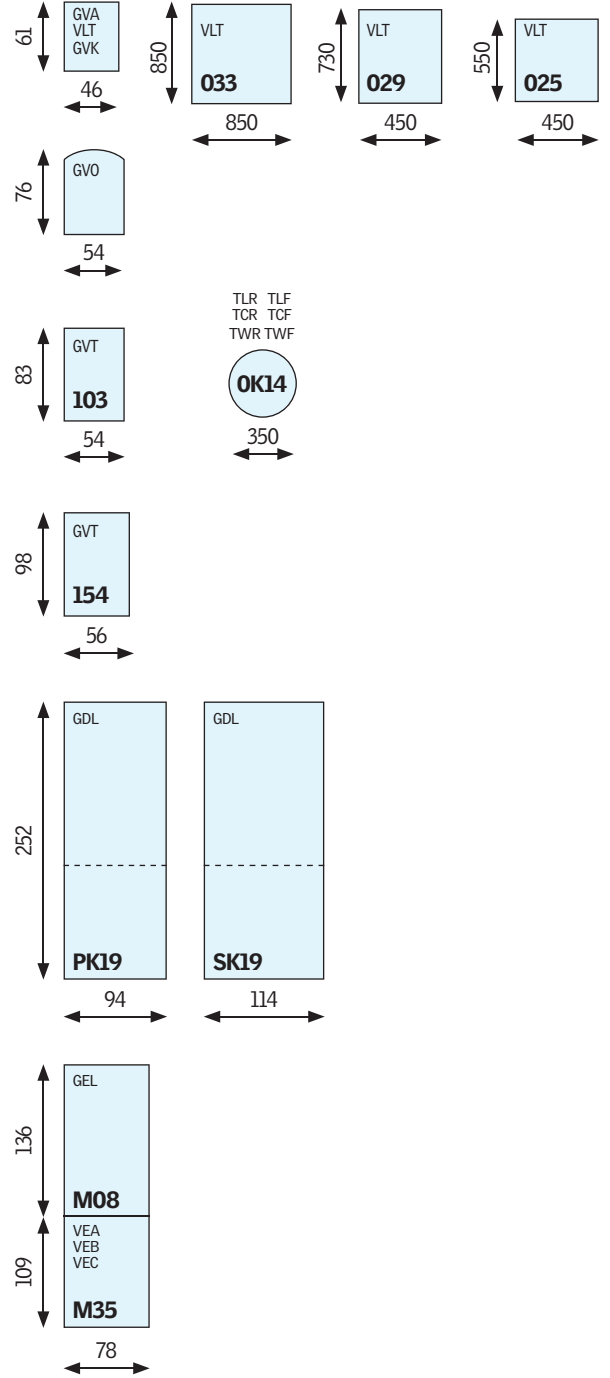 GVA
VLT
GVK
61
46
VLT
033
850
850
VLT
029
730
450
VLT
025
550
450
GVO
76
54
GVT
103
83
54
TLR TLF
TCR TCF
TWR TWF
0K14
350
GVT
154
98
56
GDL
PK19
252
94
GDL
SK19
114
GEL
M08
136
VEA
VEB
VEC
M35
109
78